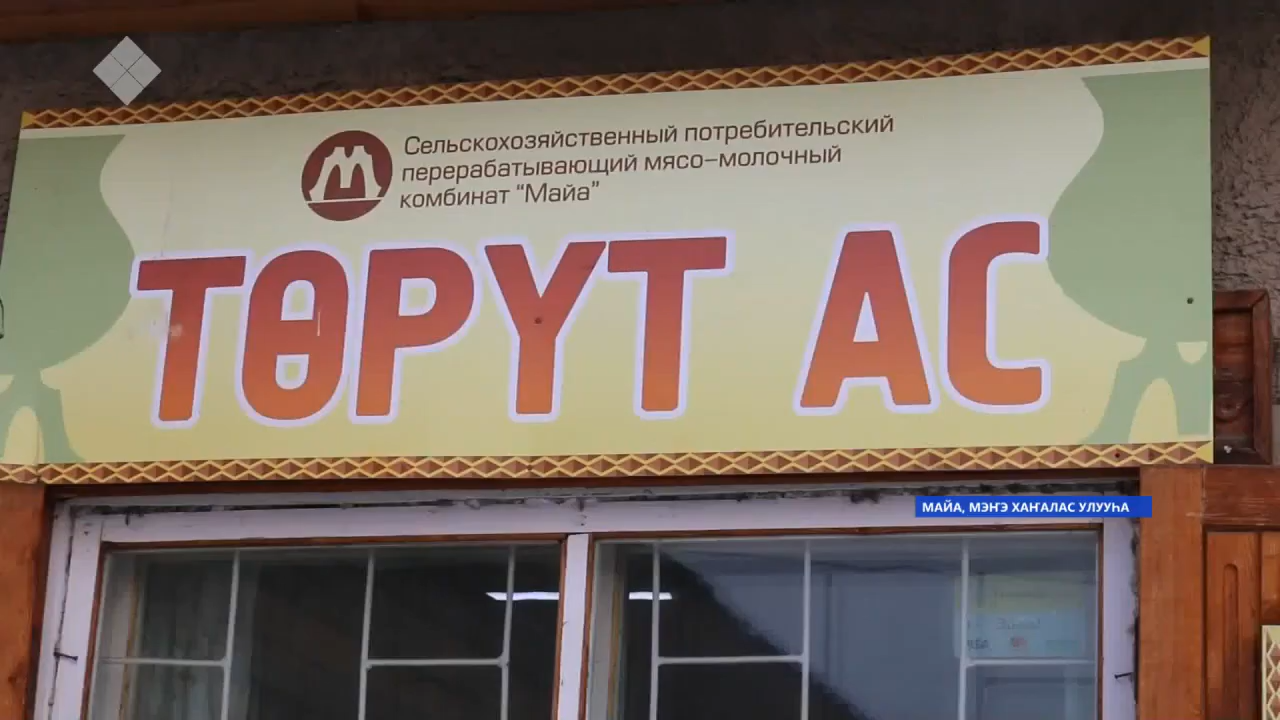 Сельскохозяйственный потребительский
перерабатывающий мясо-молочный
комбинат "Майа"
ТӨРҮТ АС
МАЙА, МЭҤЭ ХАҤАЛАС УЛУУҺА